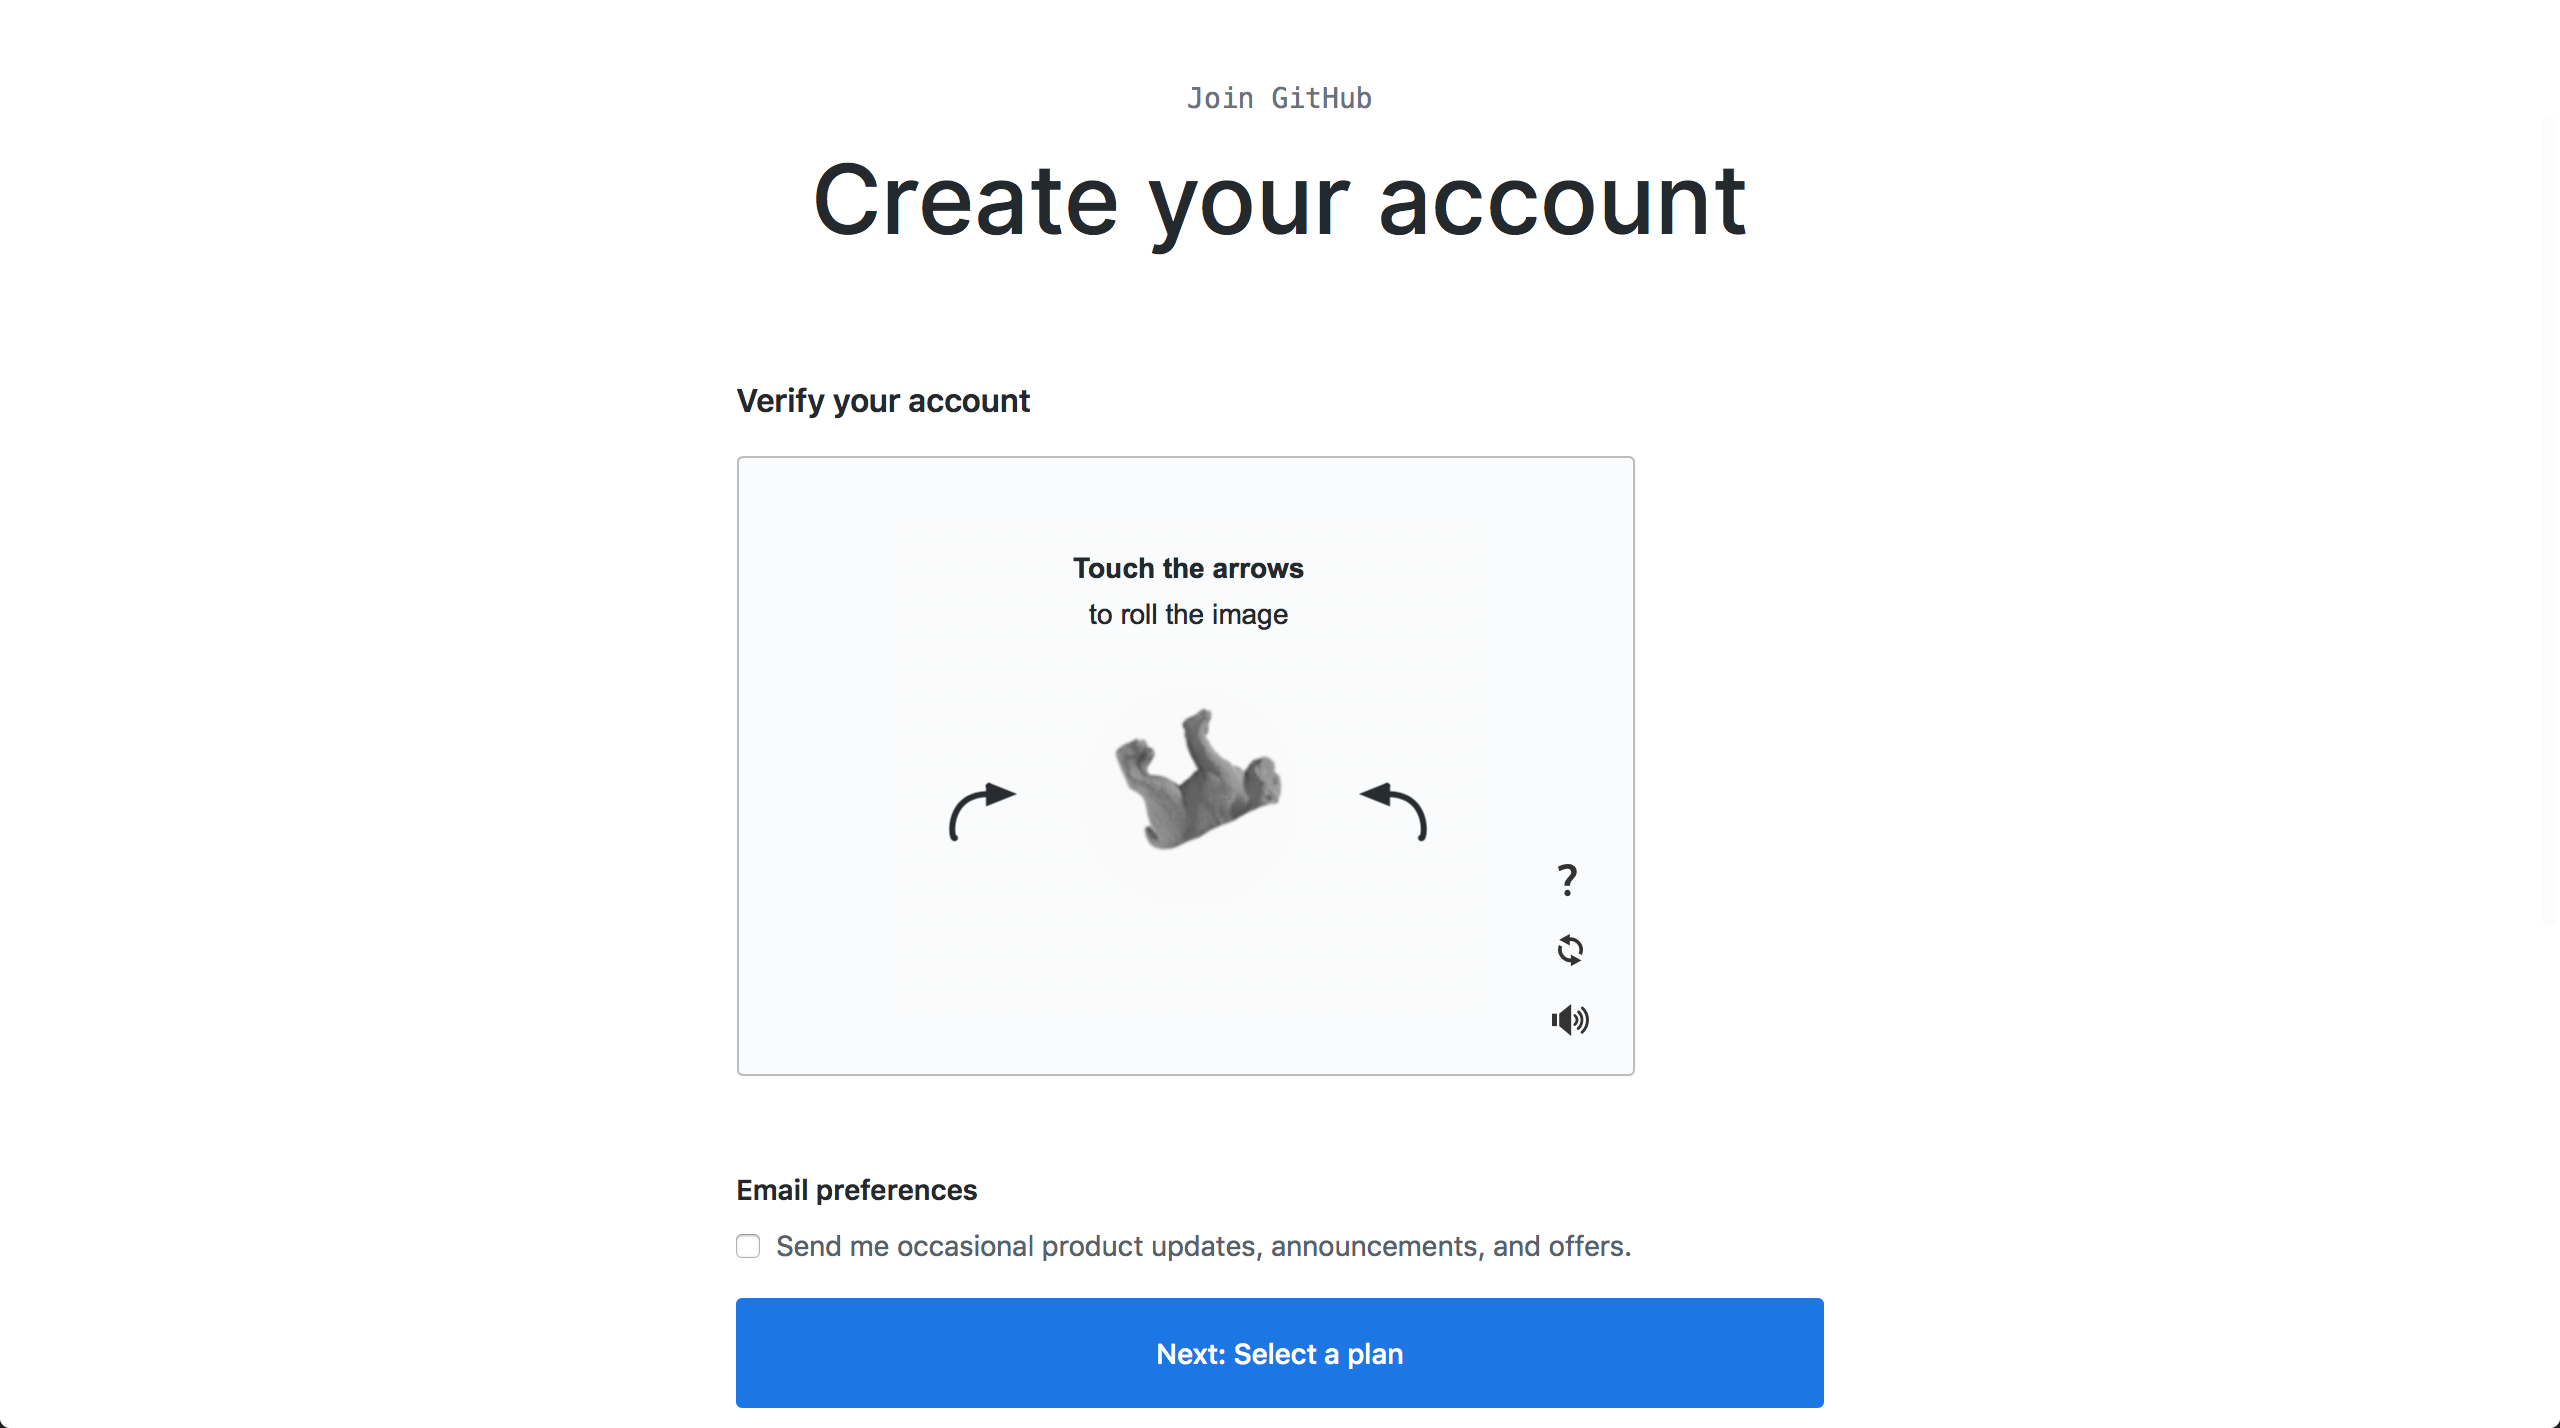 Join GitHub
Create your account
Verify your account
Touch the arrows
to roll the image
?
Email preferences
Send me occasional product updates, announcements, and offers.
Next: Select a plan